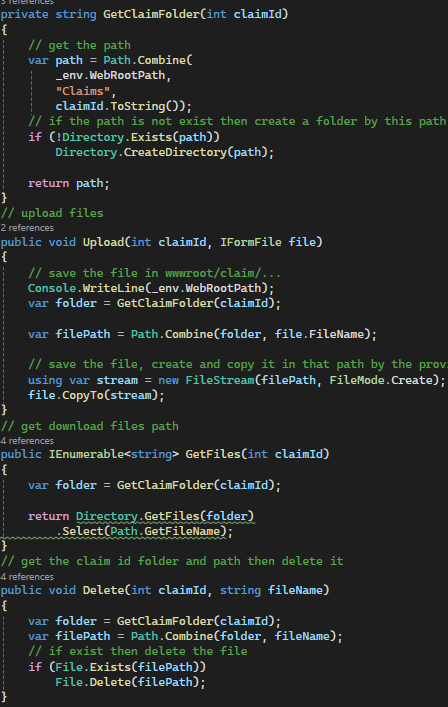 3 references
private string GetClaimFolder(int claimId)
{
// get the path
var path = Path.Combine(
_env.WebRootPath,
"Claims",
claimId.ToString());
// if the path is not exist then create a folder by this path
if (!Directory.Exists(path))
Directory.CreateDirectory(path);
return path;
}
// upload files
2 references
public void Upload(int claimId, IFormFile file)
{
// save the file in wwwroot/claim/...
Console.WriteLine(_env.WebRootPath);
var folder = GetClaimFolder(claimId);
var filePath = Path.Combine(folder, file.FileName);
// save the file, create and copy it in that path by the provi
using var stream = new FileStream(filePath, FileMode.Create);
file.CopyTo(stream);
}
// get download files path
4 references
public IEnumerable<string> GetFiles(int claimId)
{
var folder = GetClaimFolder(claimId);
return Directory.GetFiles(folder)
.Select(Path.GetFileName);
}
// get the claim id folder and path then delete it
4 references
public void Delete(int claimId, string fileName)
{
var folder = GetClaimFolder(claimId);
var filePath = Path.Combine(folder, fileName);
// if exist then delete the file
if (File.Exists(filePath))
File.Delete(filePath);
}